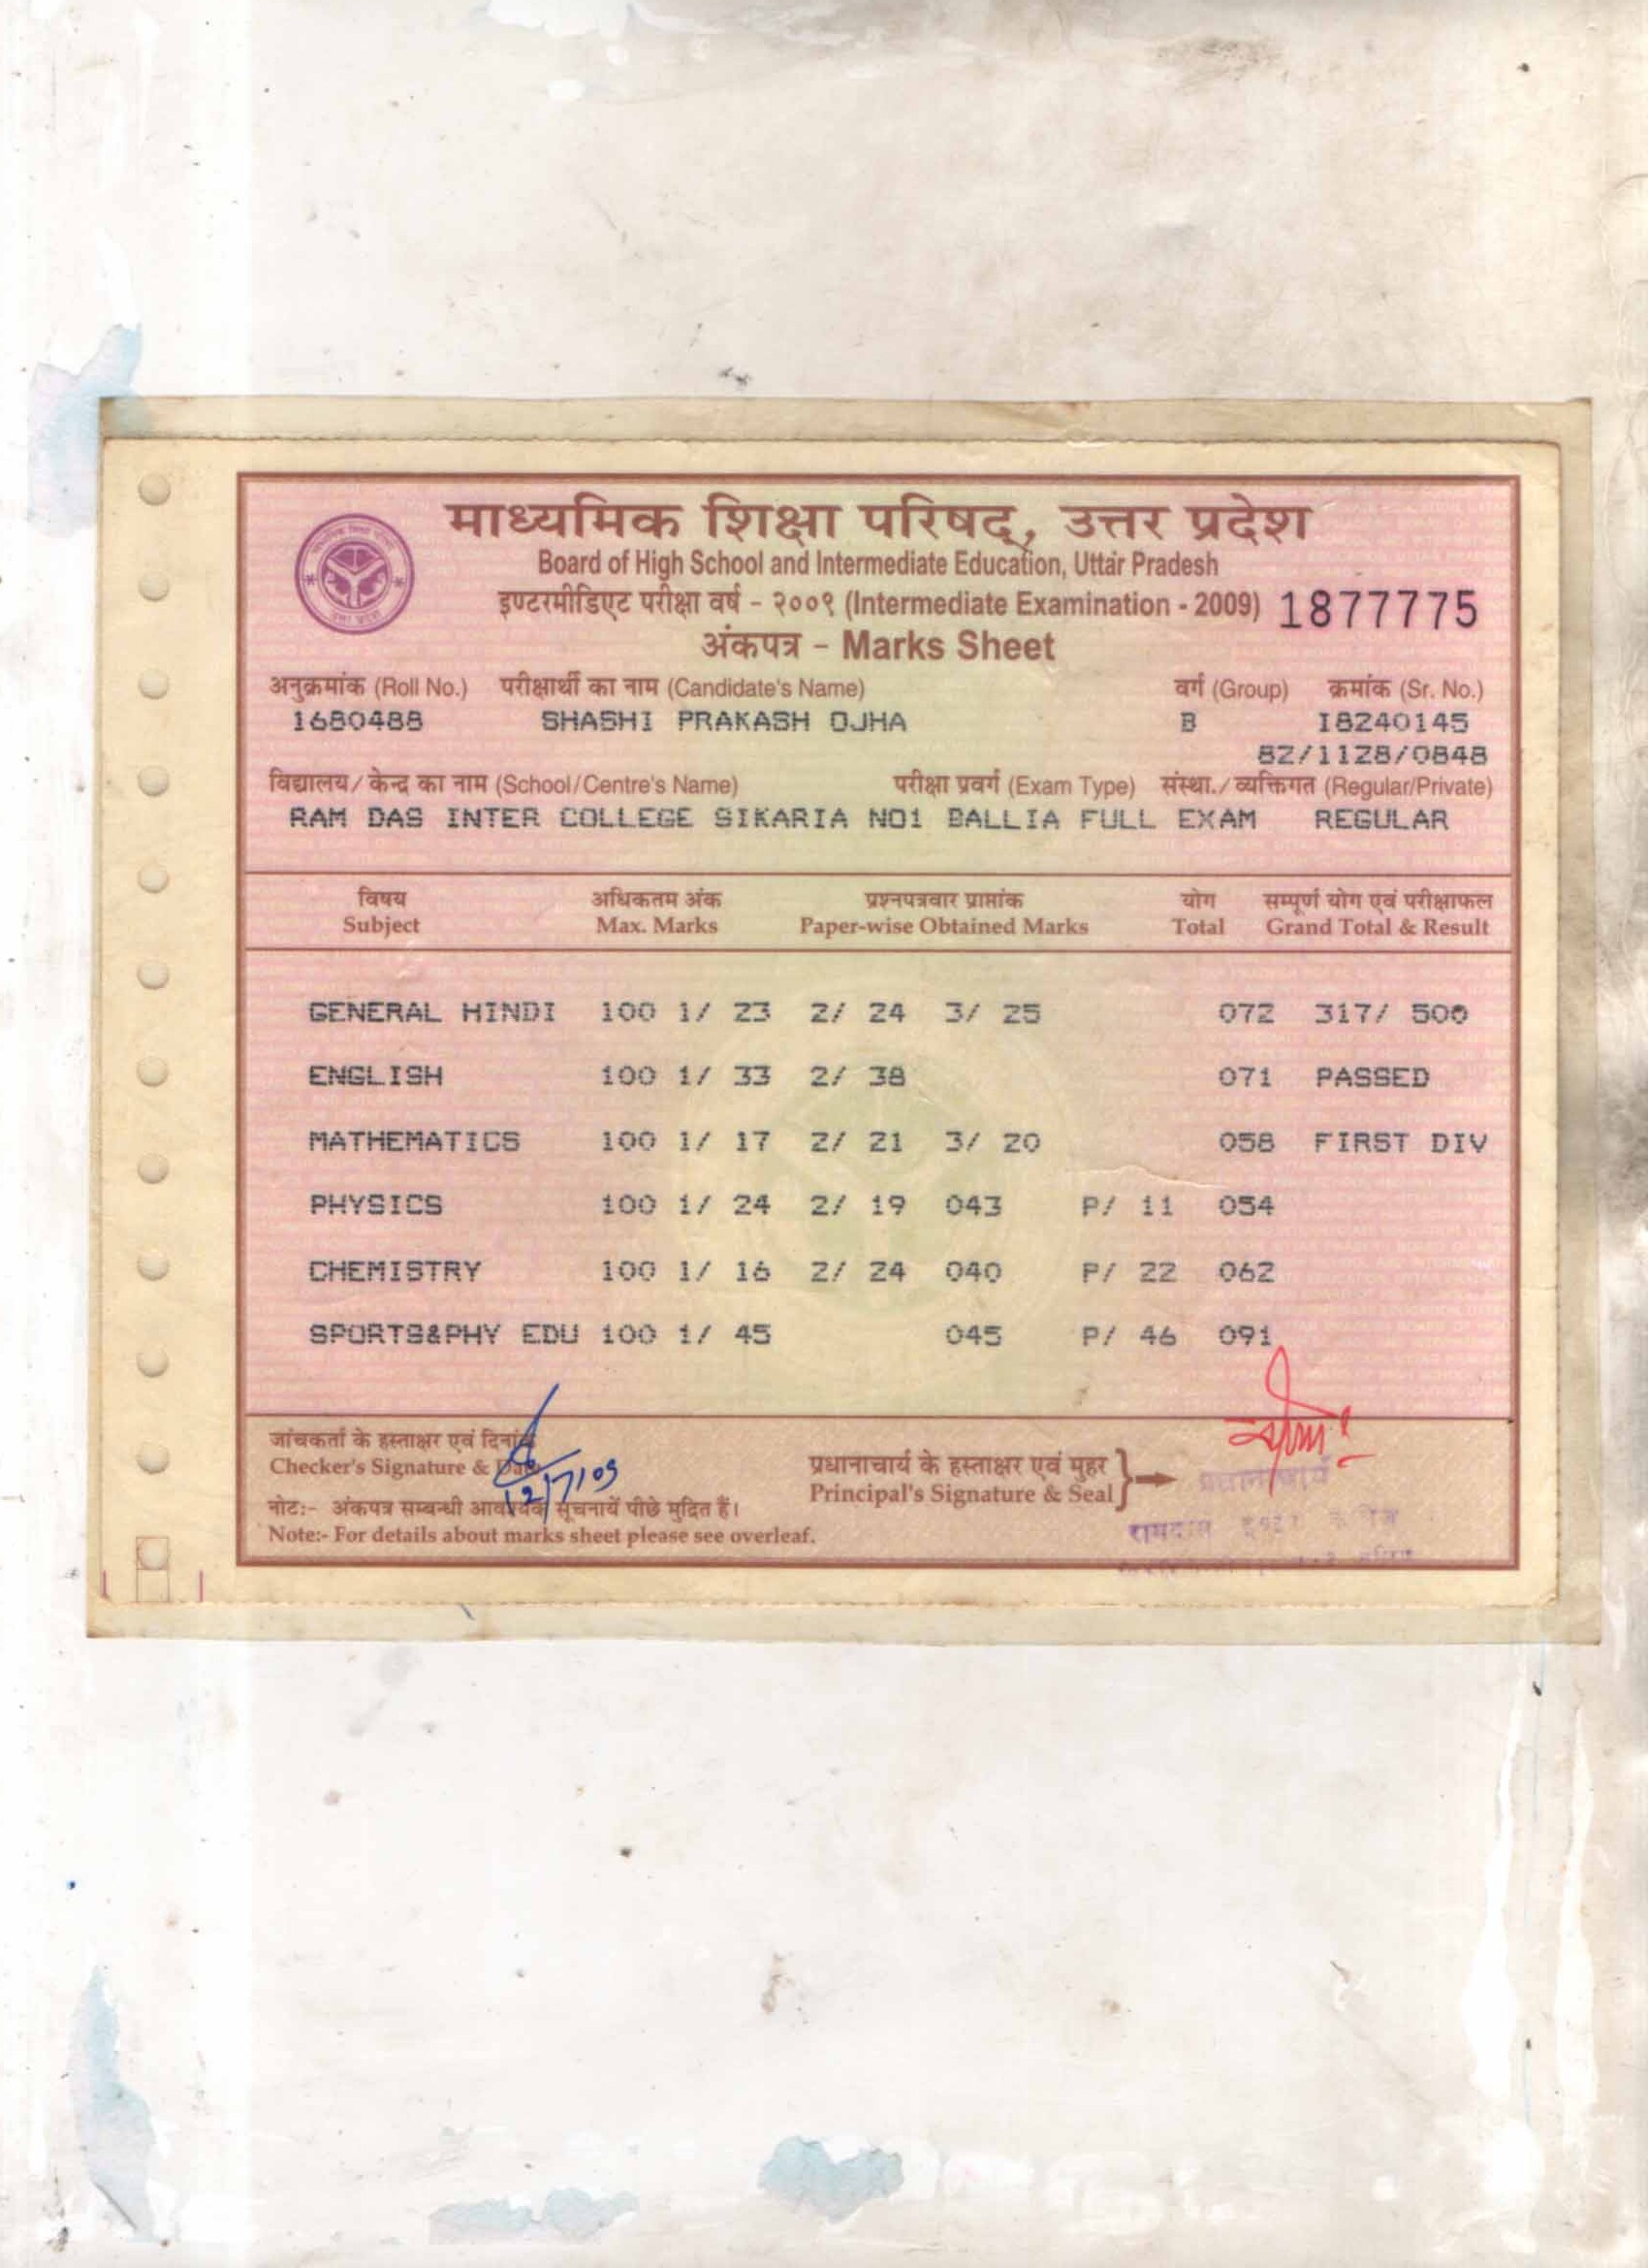 माध्यमिक शिक्षा परिषद्, उत्तर प्रदेश
Board of High School and Intermediate Education, Uttar Pradesh
इण्टरमीडिएट परीक्षा वर्ष - २००९ (Intermediate Examination - 2009) 1877775
अंकपत्र - Marks Sheet
अनुक्रमांक (Roll No.) परीक्षार्थी का नाम (Candidate's Name) वर्ग (Group) क्रमांक (Sr. No.)
1680488 SHASHI PRAKASH OJHA B I8240145
82/1128/0848
विद्यालय/केन्द्र का नाम (School/Centre's Name) परीक्षा प्रवर्ग (Exam Type) संस्था./व्यक्तिगत (Regular/Private)
RAM DAS INTER COLLEGE SIKARIA NO1 BALLIA FULL EXAM REGULAR
विषय अधिकतम अंक प्रश्नपत्रवार प्राप्तांक योग सम्पूर्ण योग एवं परीक्षाफल
Subject Max. Marks Paper-wise Obtained Marks Total Grand Total & Result
GENERAL HINDI 100 1/ 23 2/ 24 3/ 25 072 317/ 500
ENGLISH 100 1/ 33 2/ 38 071 PASSED
MATHEMATICS 100 1/ 17 2/ 21 3/ 20 058 FIRST DIV
PHYSICS 100 1/ 24 2/ 19 043 P/ 11 054
CHEMISTRY 100 1/ 16 2/ 24 040 P/ 22 062
SPORTS&PHY EDU 100 1/ 45 045 P/ 46 091
जांचकर्ता के हस्ताक्षर एवं दिनांक
Checker's Signature & Date
12/7/09
प्रधानाचार्य के हस्ताक्षर एवं मुहर
Principal's Signature & Seal
प्रधानाचार्य
रामदास इण्टर कालेज
नोट:- अंकपत्र सम्बन्धी आवश्यक सूचनायें पीछे मुद्रित हैं।
Note:- For details about marks sheet please see overleaf.